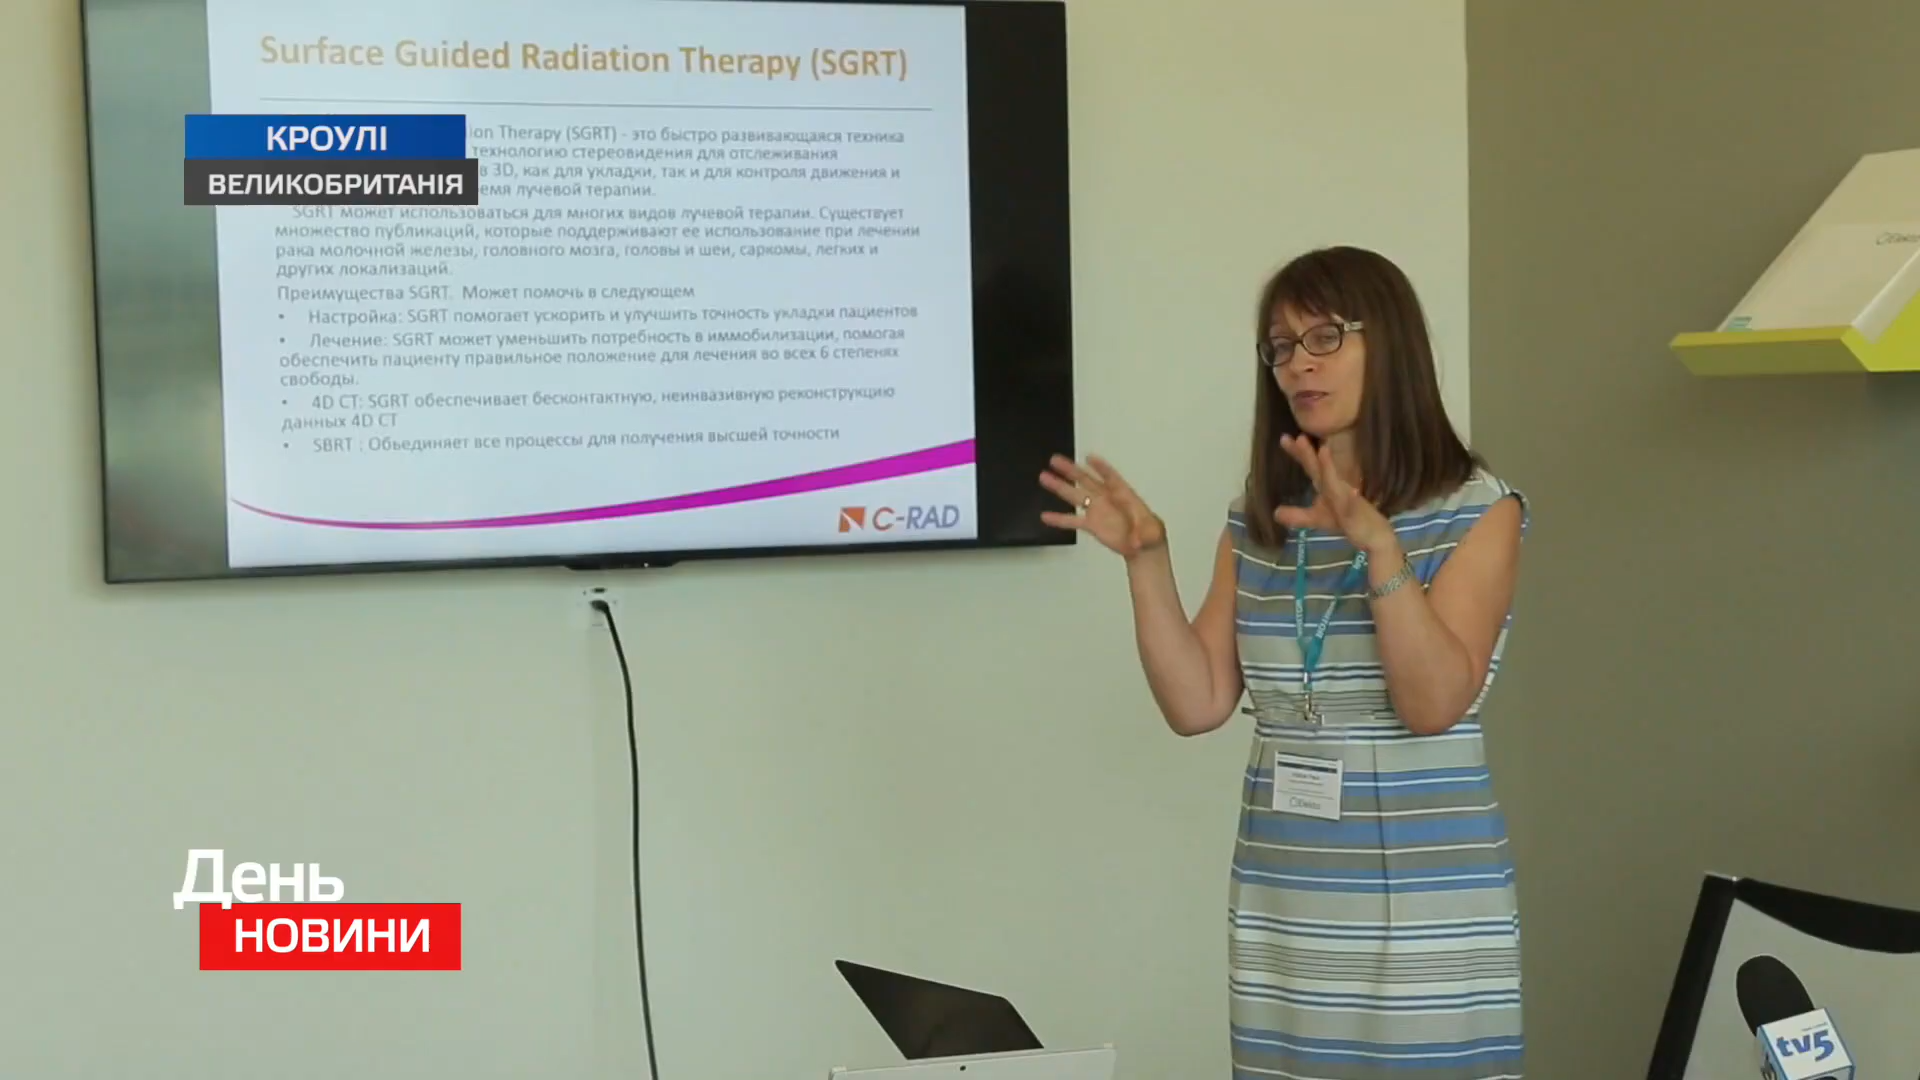 Surface Guided Radiation Therapy (SGRT)
КРОУЛІ
ВЕЛИКОБРИТАНІЯ
ion Therapy (SGRT) - это быстро развивающаяся техника
технологию стереовидения для отслеживания
в 3D, как для укладки, так и для контроля движения и
емя лучевой терапии.
SGRT может использоваться для многих видов лучевой терапии. Существует
множество публикаций, которые поддерживают ее использование при лечении
рака молочной железы, головного мозга, головы и шеи, саркомы, легких и
других локализаций.
Преимущества SGRT. Может помочь в следующем
• Настройка: SGRT помогает ускорить и улучшить точность укладки пациентов
• Лечение: SGRT может уменьшить потребность в иммобилизации, помогая
обеспечить пациенту правильное положение для лечения во всех 6 степенях
свободы.
• 4D CT: SGRT обеспечивает бесконтактную, неинвазивную реконструкцию
данных 4D CT
• SBRT : Объединяет все процессы для получения высшей точности
C-RAD
VISITOR
Elekta
День
НОВИНИ
tv5